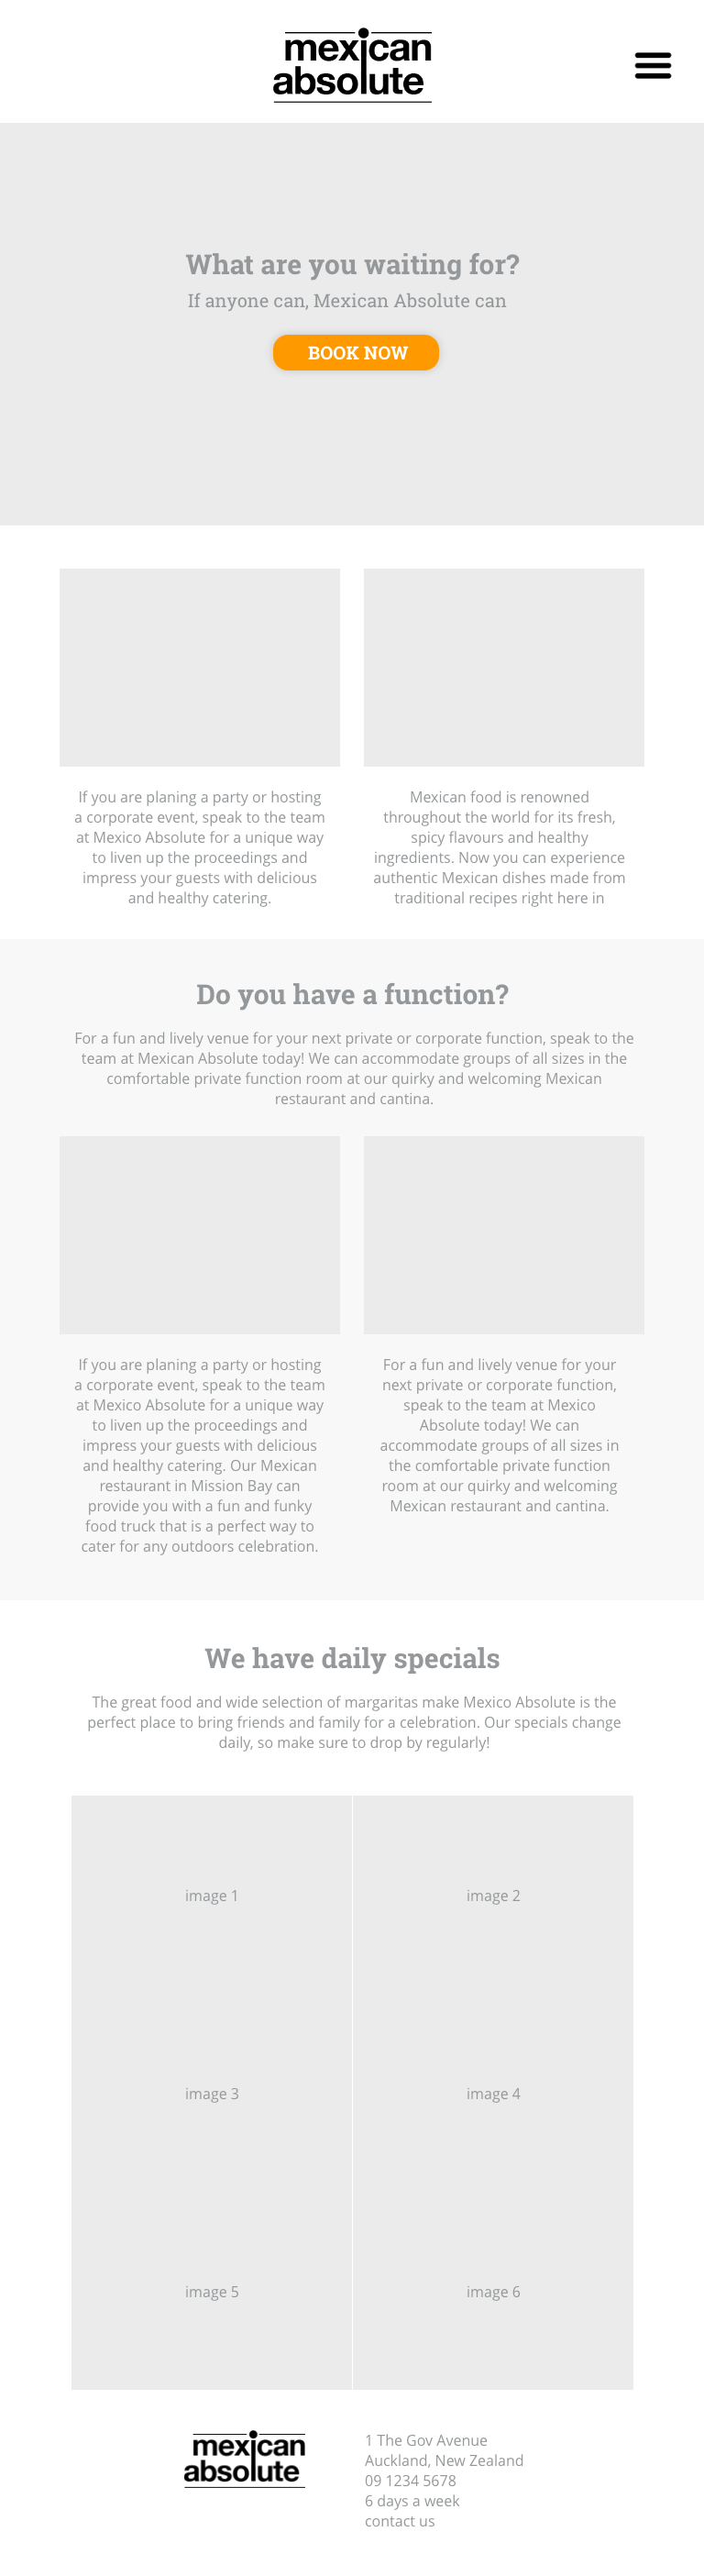 mexican
absolute
What are you waiting for?
If anyone can, Mexican Absolute can
BOOK NOW
If you are planing a party or hosting
a corporate event, speak to the team
at Mexico Absolute for a unique way
to liven up the proceedings and
impress your guests with delicious
and healthy catering.
Mexican food is renowned
throughout the world for its fresh,
spicy flavours and healthy
ingredients. Now you can experience
authentic Mexican dishes made from
traditional recipes right here in
Do you have a function?
For a fun and lively venue for your next private or corporate function, speak to the
team at Mexican Absolute today! We can accommodate groups of all sizes in the
comfortable private function room at our quirky and welcoming Mexican
restaurant and cantina.
If you are planing a party or hosting
a corporate event, speak to the team
at Mexico Absolute for a unique way
to liven up the proceedings and
impress your guests with delicious
and healthy catering. Our Mexican
restaurant in Mission Bay can
provide you with a fun and funky
food truck that is a perfect way to
cater for any outdoors celebration.
For a fun and lively venue for your
next private or corporate function,
speak to the team at Mexico
Absolute today! We can
accommodate groups of all sizes in
the comfortable private function
room at our quirky and welcoming
Mexican restaurant and cantina.
We have daily specials
The great food and wide selection of margaritas make Mexico Absolute is the
perfect place to bring friends and family for a celebration. Our specials change
daily, so make sure to drop by regularly!
image 1
image 2
image 3
image 4
image 5
image 6
mexican
absolute
1 The Gov Avenue
Auckland, New Zealand
09 1234 5678
6 days a week
contact us